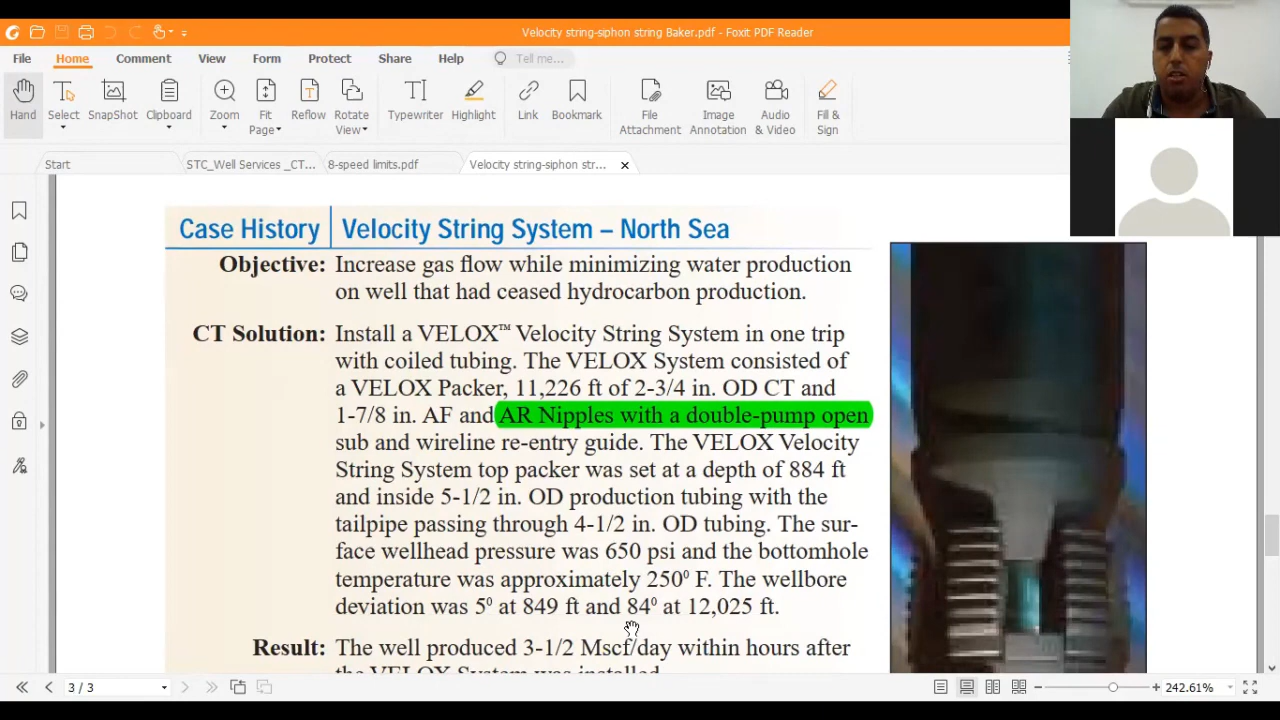 Velocity string-siphon string Baker.pdf - Foxit PDF Reader
File Home Comment View Form Protect Share Help Tell me...
Hand Select SnapShot Clipboard Zoom Fit Page Reflow Rotate View Typewriter Highlight Link Bookmark File Attachment Image Annotation Audio & Video Fill & Sign
Start STC_Well Services _CT... 8-speed limits.pdf Velocity string-siphon str...
Case History Velocity String System – North Sea
Objective: Increase gas flow while minimizing water production
on well that had ceased hydrocarbon production.
CT Solution: Install a VELOX™ Velocity String System in one trip
with coiled tubing. The VELOX System consisted of
a VELOX Packer, 11,226 ft of 2-3/4 in. OD CT and
1-7/8 in. AF and AR Nipples with a double-pump open
sub and wireline re-entry guide. The VELOX Velocity
String System top packer was set at a depth of 884 ft
and inside 5-1/2 in. OD production tubing with the
tailpipe passing through 4-1/2 in. OD tubing. The sur-
face wellhead pressure was 650 psi and the bottomhole
temperature was approximately 250⁰ F. The wellbore
deviation was 5⁰ at 849 ft and 84⁰ at 12,025 ft.
Result: The well produced 3-1/2 Mscf/day within hours after
the VELOX System was installed.
3 / 3 242.61%